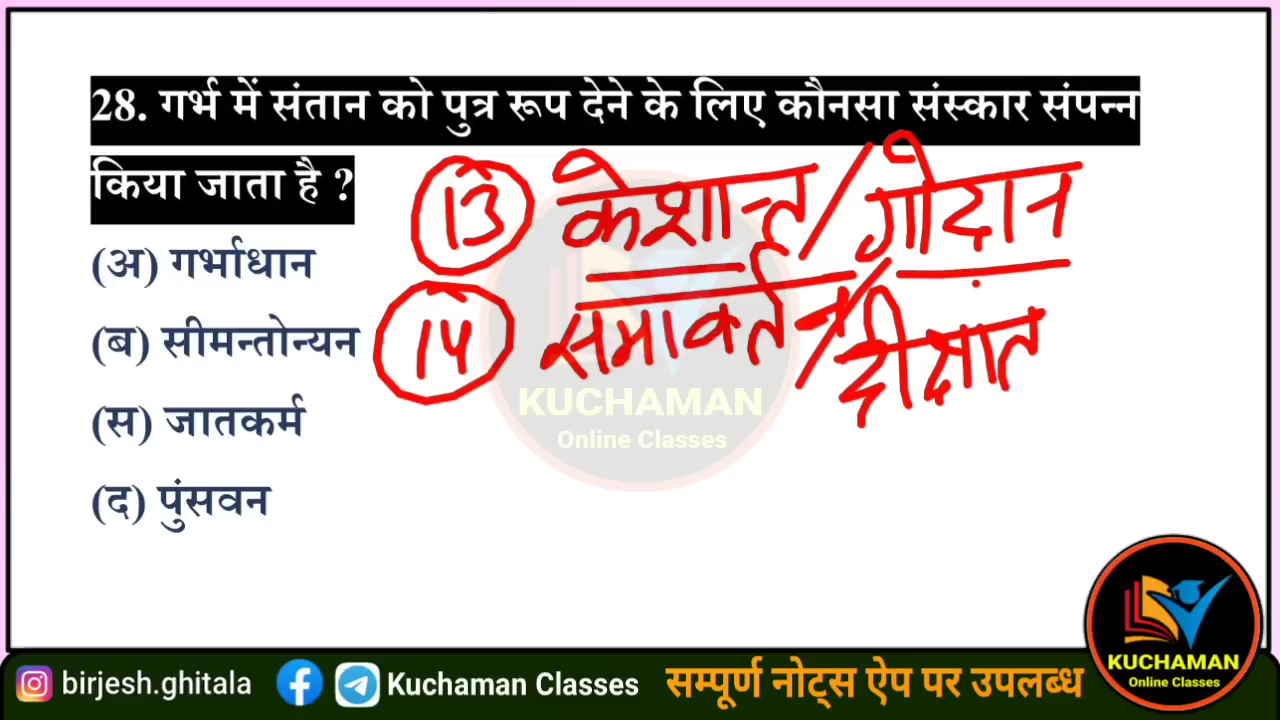 28. गर्भ में संतान को पुत्र रूप देने के लिए कौनसा संस्कार संपन्न
किया जाता है ?
13 केशान्त/गोदान
(अ) गर्भाधान
14 समावर्तन/दीक्षांत
(ब) सीमन्तोन्यन
KUCHAMAN
Online Classes
(स) जातकर्म
(द) पुंसवन
KUCHAMAN
Online Classes
birjesh.ghitala
Kuchaman Classes
सम्पूर्ण नोट्स ऐप पर उपलब्ध